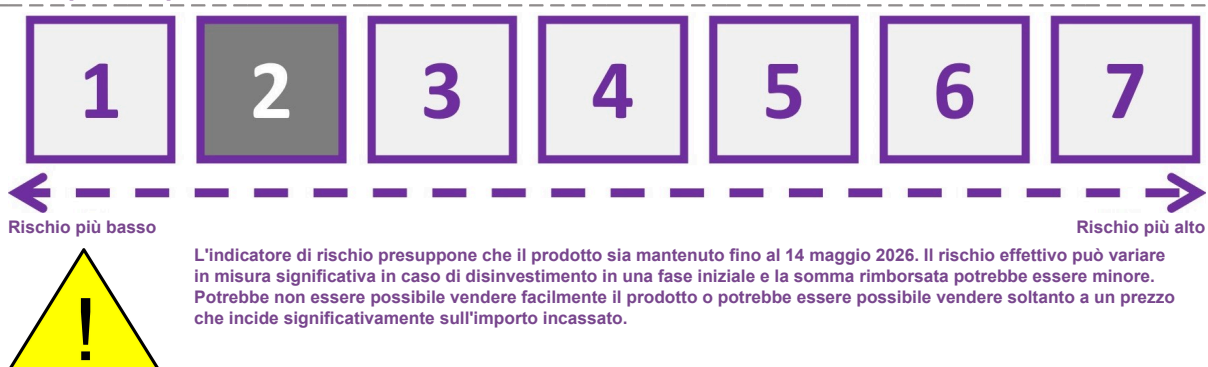 1 2 3 4 5 6 7
Rischio più basso Rischio più alto
L'indicatore di rischio presuppone che il prodotto sia mantenuto fino al 14 maggio 2026. Il rischio effettivo può variare
in misura significativa in caso di disinvestimento in una fase iniziale e la somma rimborsata potrebbe essere minore.
Potrebbe non essere possibile vendere facilmente il prodotto o potrebbe essere possibile vendere soltanto a un prezzo
che incide significativamente sull'importo incassato.
!